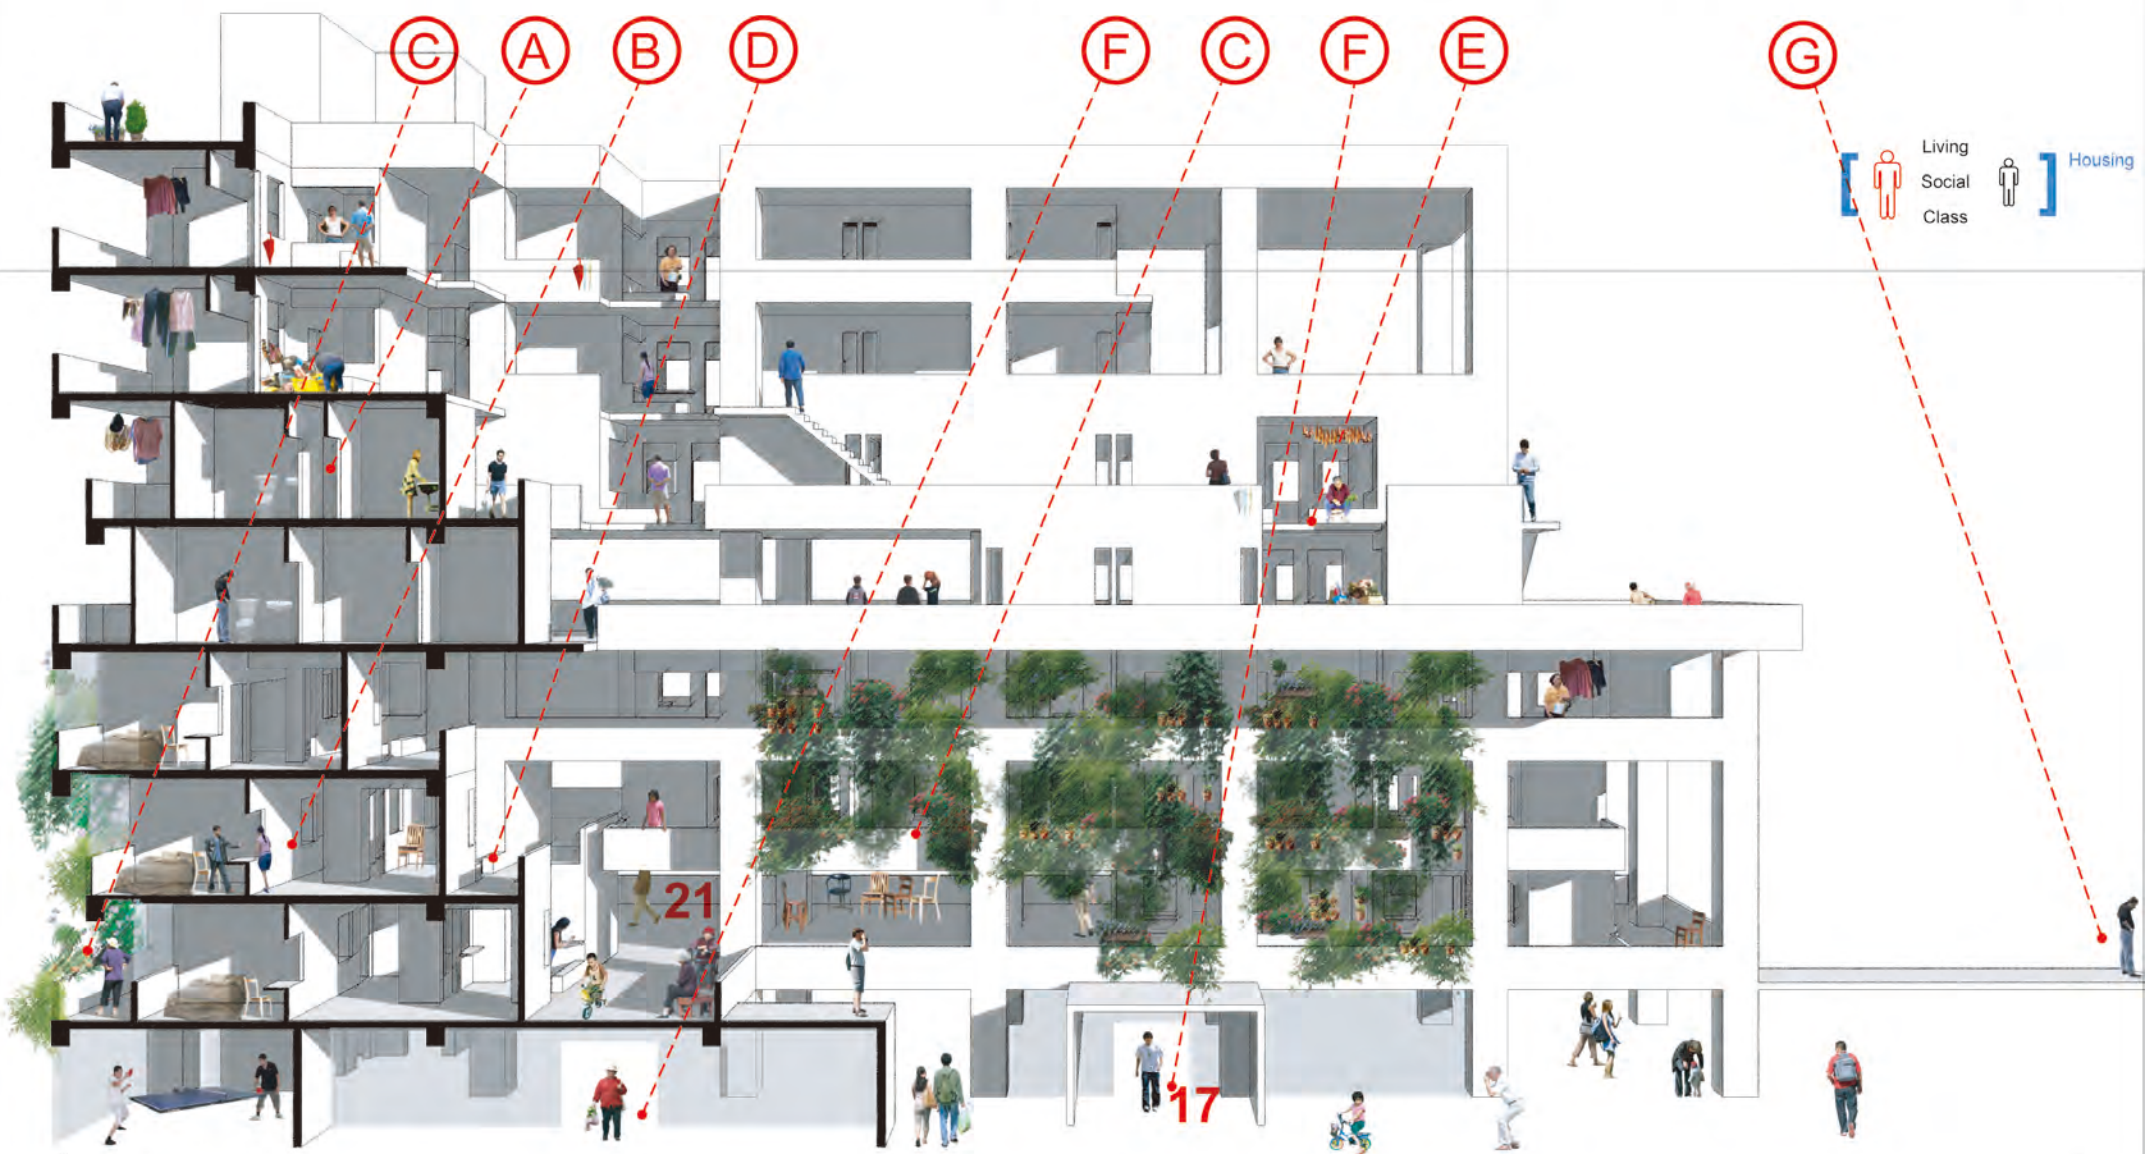 C A B D F C F E G
Living
Social
Class
Housing
21
17